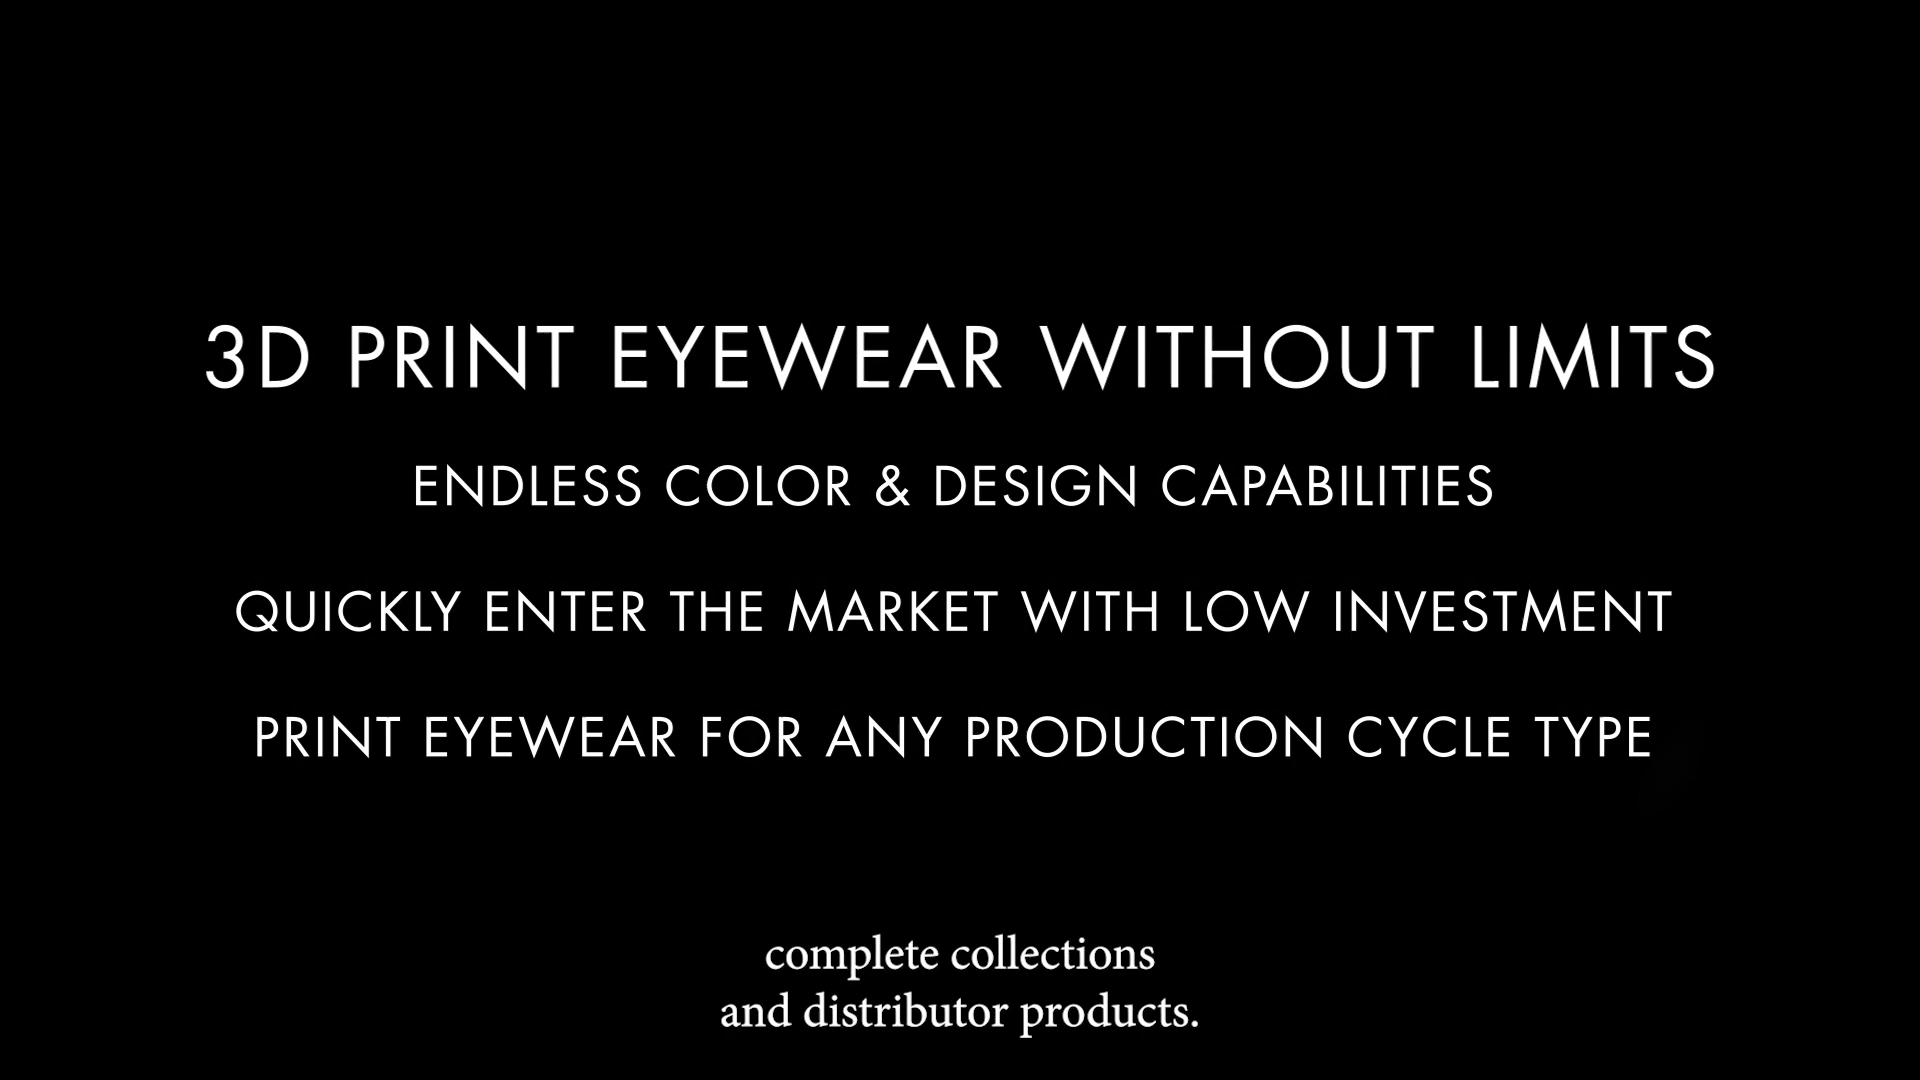 3D PRINT EYEWEAR WITHOUT LIMITS
ENDLESS COLOR & DESIGN CAPABILITIES
QUICKLY ENTER THE MARKET WITH LOW INVESTMENT
PRINT EYEWEAR FOR ANY PRODUCTION CYCLE TYPE
complete collections
and distributor products.